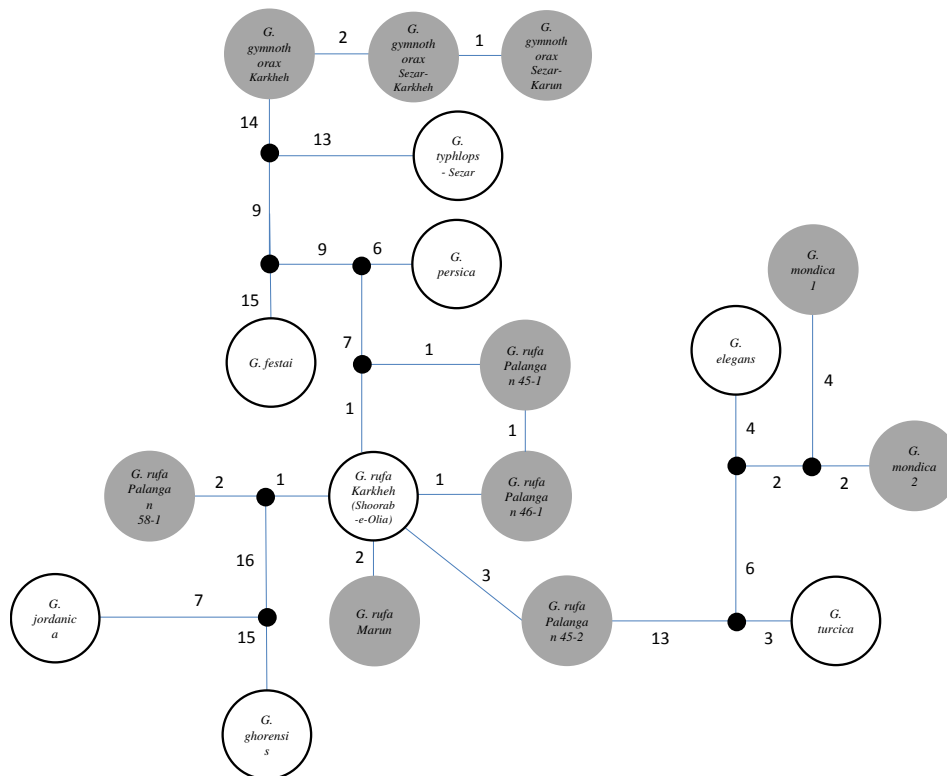 G.
gymnoth
orax
Karkheh
2
G.
gymnoth
orax
Sezar-
Karkheh
1
G.
gymnoth
orax
Sezar-
Karun
14
13
G.
typhlops
- Sezar
9
9
6
G.
persica
G.
mondica
1
15
G. festai
7
1
G. rufa
Palanga
n 45-1
G.
elegans
4
1
1
4
G. rufa
Palanga
n
58-1
2
1
G. rufa
Karkheh
(Shoorab
-e-Olia)
1
G. rufa
Palanga
n 46-1
2
2
G.
mondica
2
16
2
3
6
G.
jordanic
a
7
15
G. rufa
Marun
G. rufa
Palanga
n 45-2
13
3
G.
turcica
G.
ghorensi
s